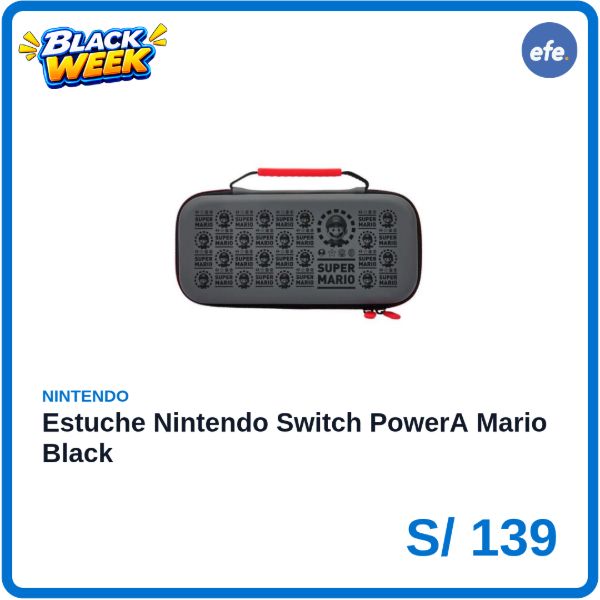 BLACK
WEEK
efe.
SUPER
MARIO
NINTENDO
Estuche Nintendo Switch PowerA Mario
Black
S/ 139